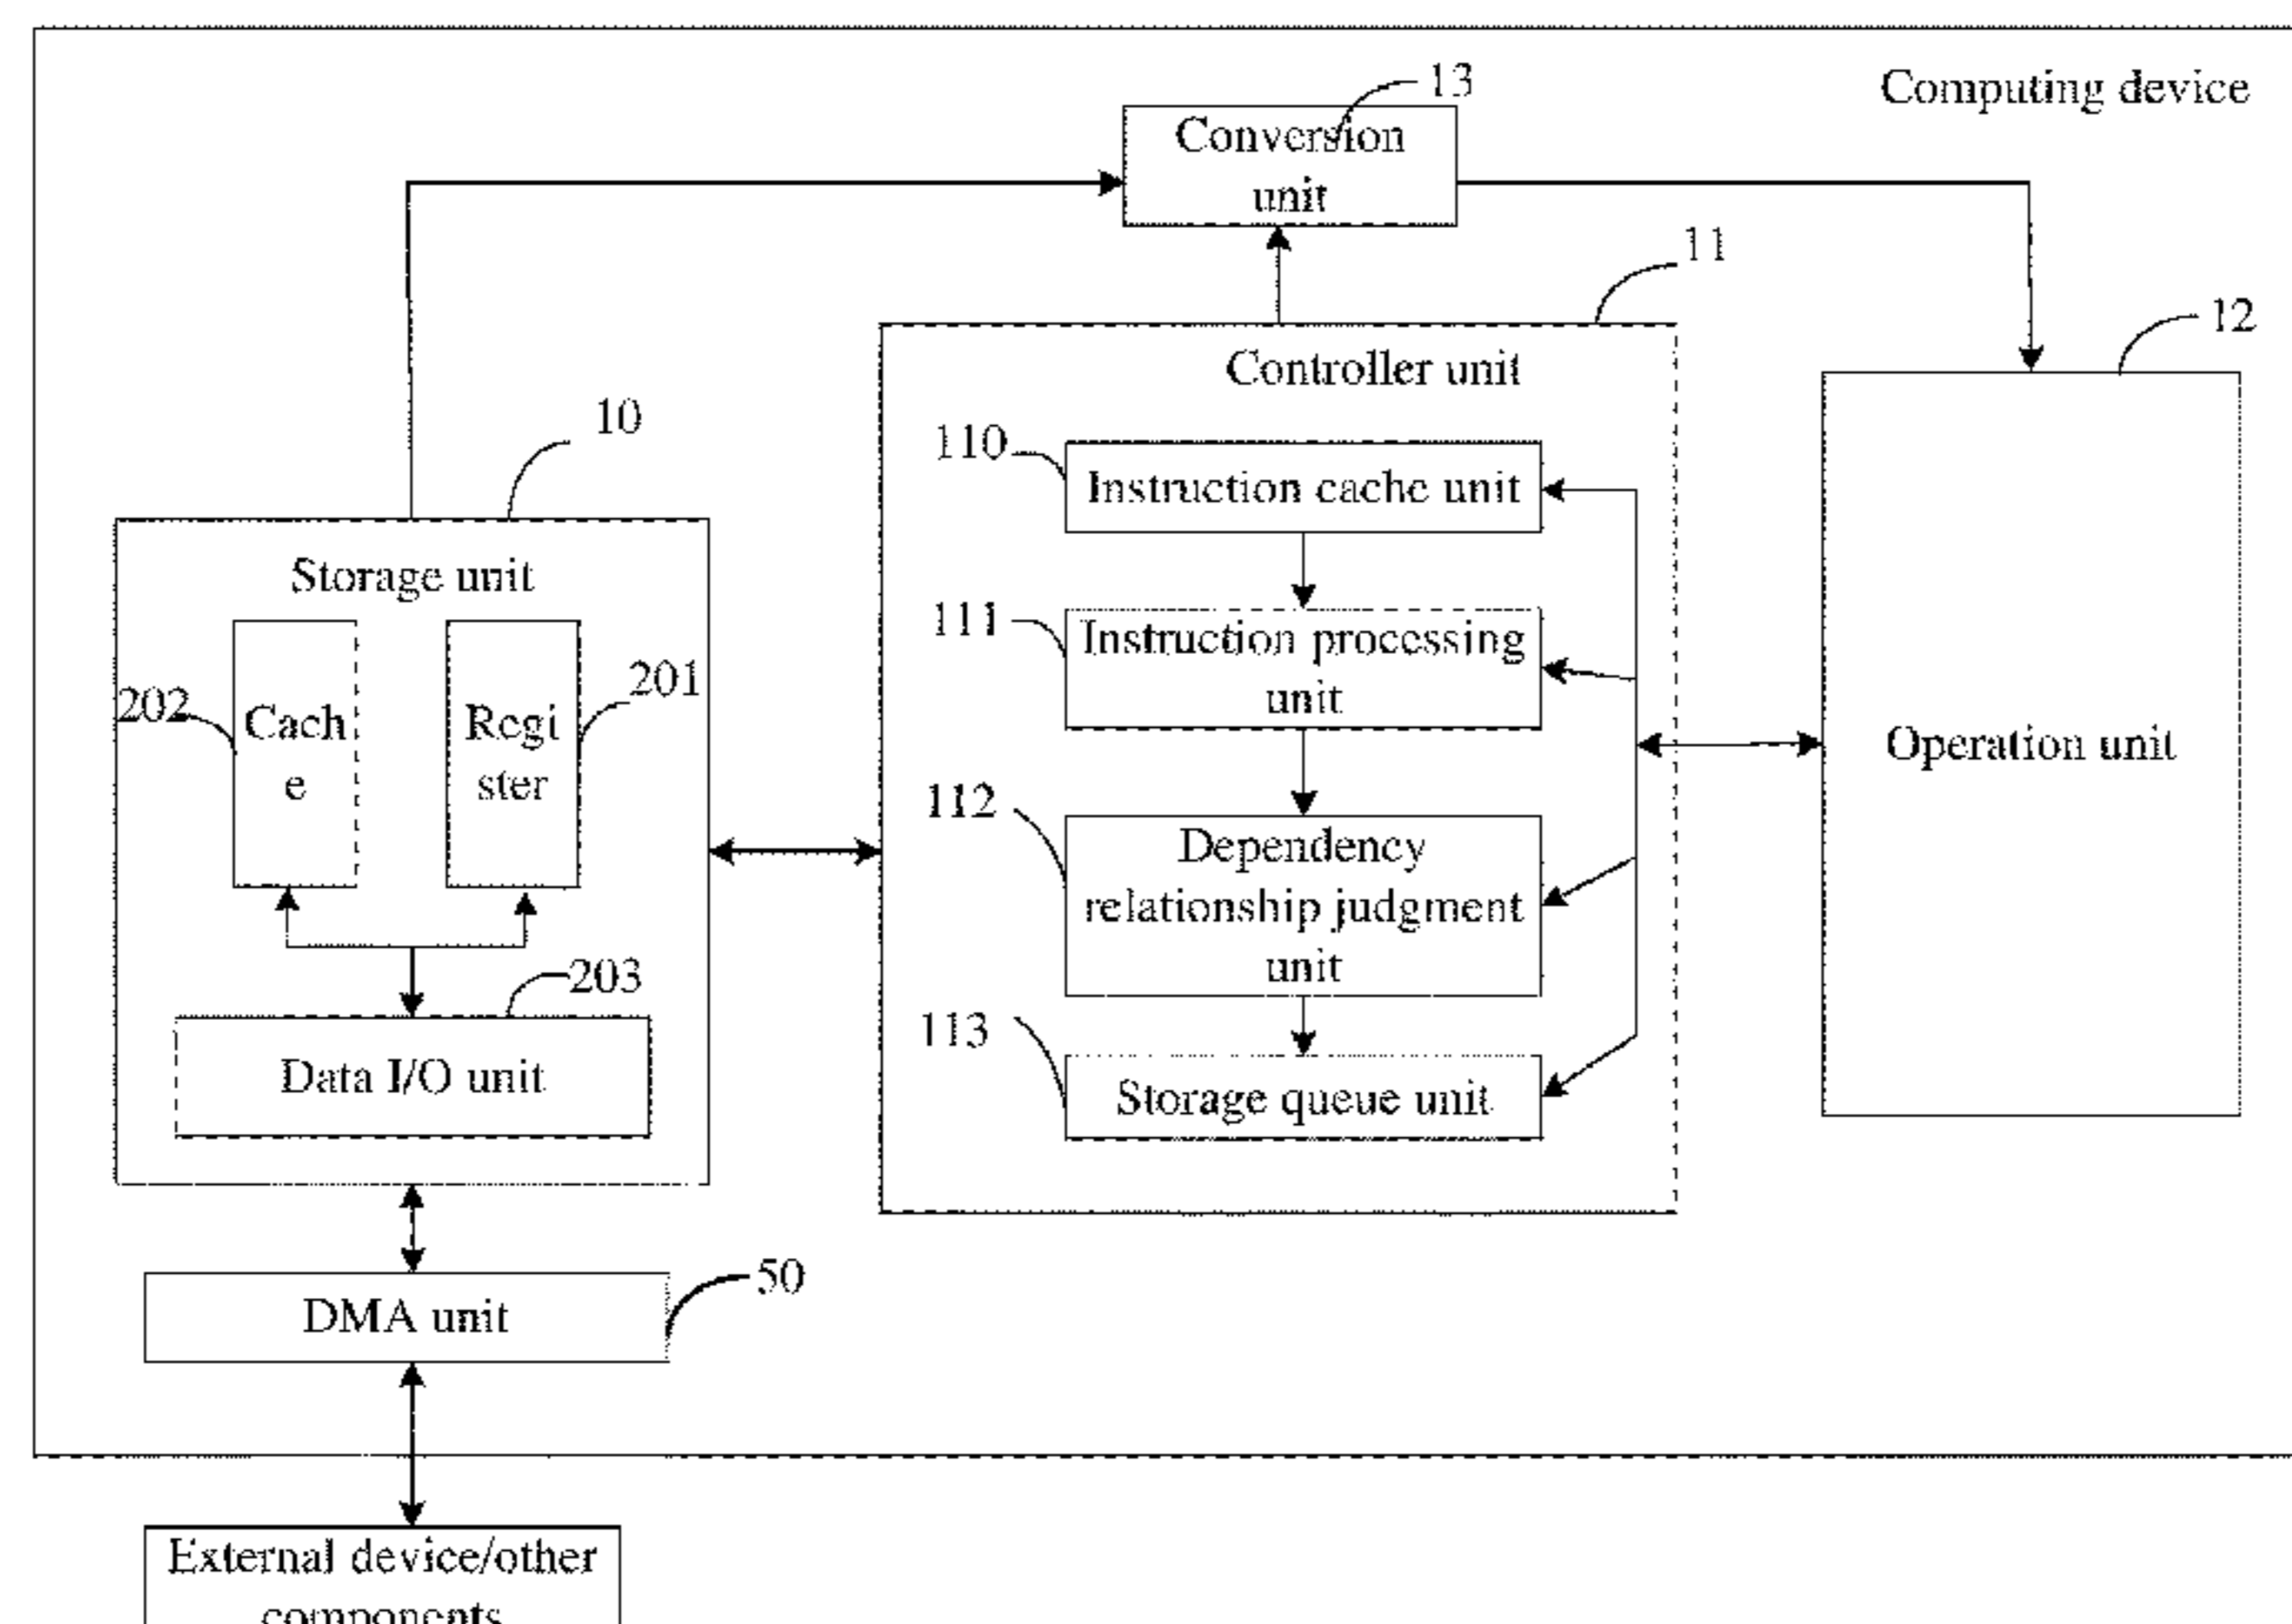 13
Computing device
Conversion
unit
11
12
Controller unit
10
110
Instruction cache unit
Storage unit
111
Instruction processing
unit
202
Cach
e
201
Regi
ster
Operation unit
112
Dependency
relationship judgment
unit
203
Data I/O unit
113
Storage queue unit
50
DMA unit
External device/other
components